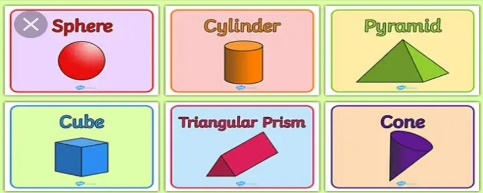 Sphere
Cylinder
Pyramid
Cube
Triangular Prism
Cone